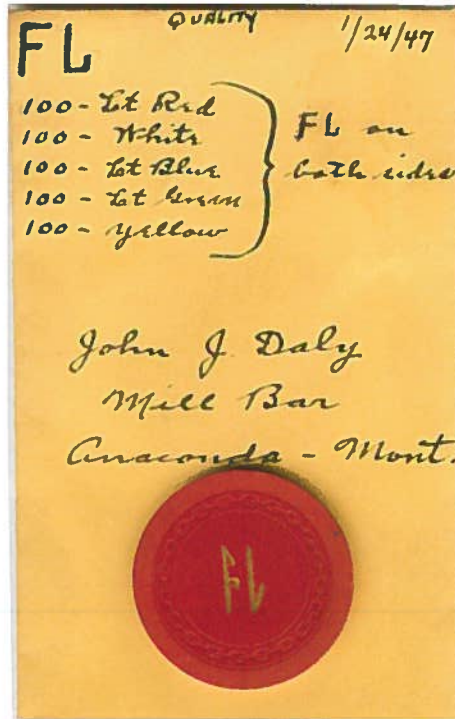 QUALITY
1/24/47
FL
100 - Lt Red
100 - White
100 - Lt Blue
100 - Lt Green
100 - Yellow
FL on
both sides
John J. Daly
Mill Bar
Anaconda - Mont.
FL